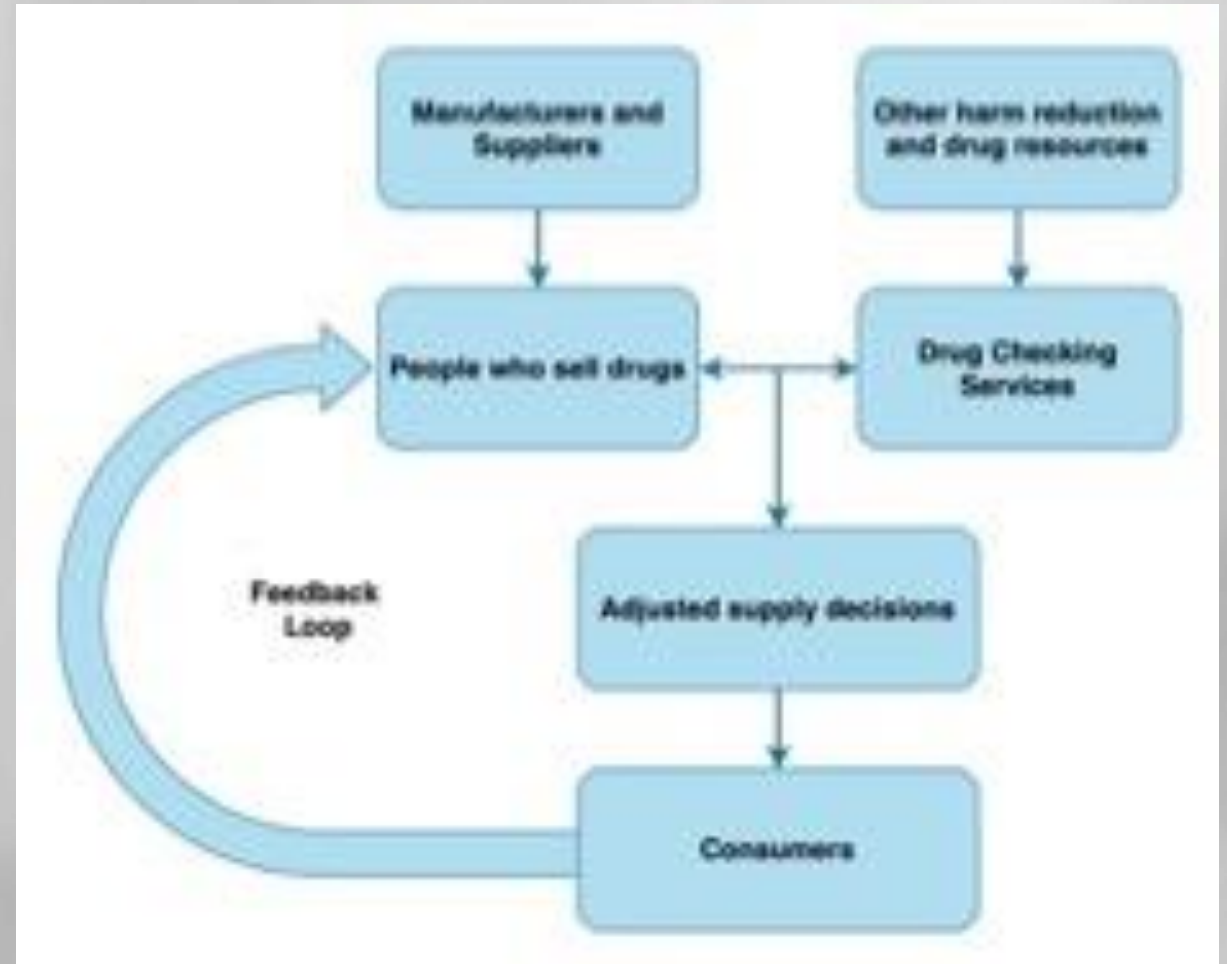 Manufacturers and
Suppliers
Other harm reduction
and drug resources
People who sell drugs
Drug Checking
Services
Feedback
Loop
Adjusted supply decisions
Consumers